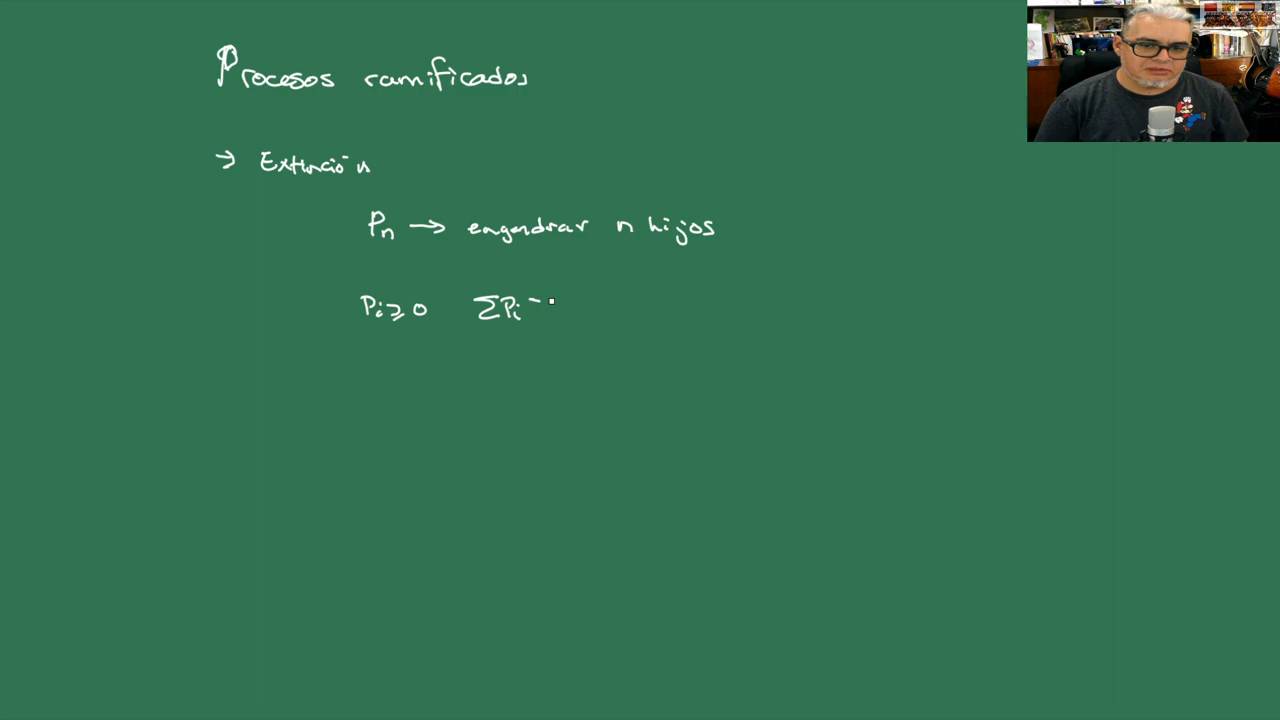 Procesos ramificados
→ Extinción
Pn → engendrar n hijos
Pi ≥ 0 ΣPi -